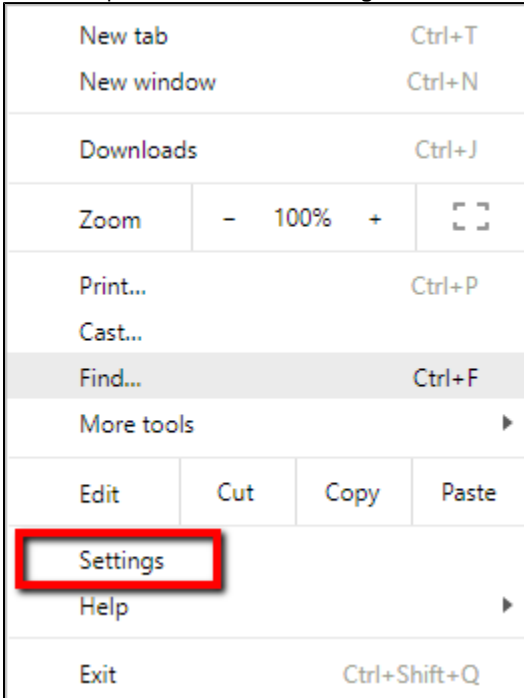 New tab Ctrl+T
New window Ctrl+N
Downloads Ctrl+J
Zoom - 100% +
Print... Ctrl+P
Cast...
Find... Ctrl+F
More tools
Edit Cut Copy Paste
Settings
Help
Exit Ctrl+Shift+Q